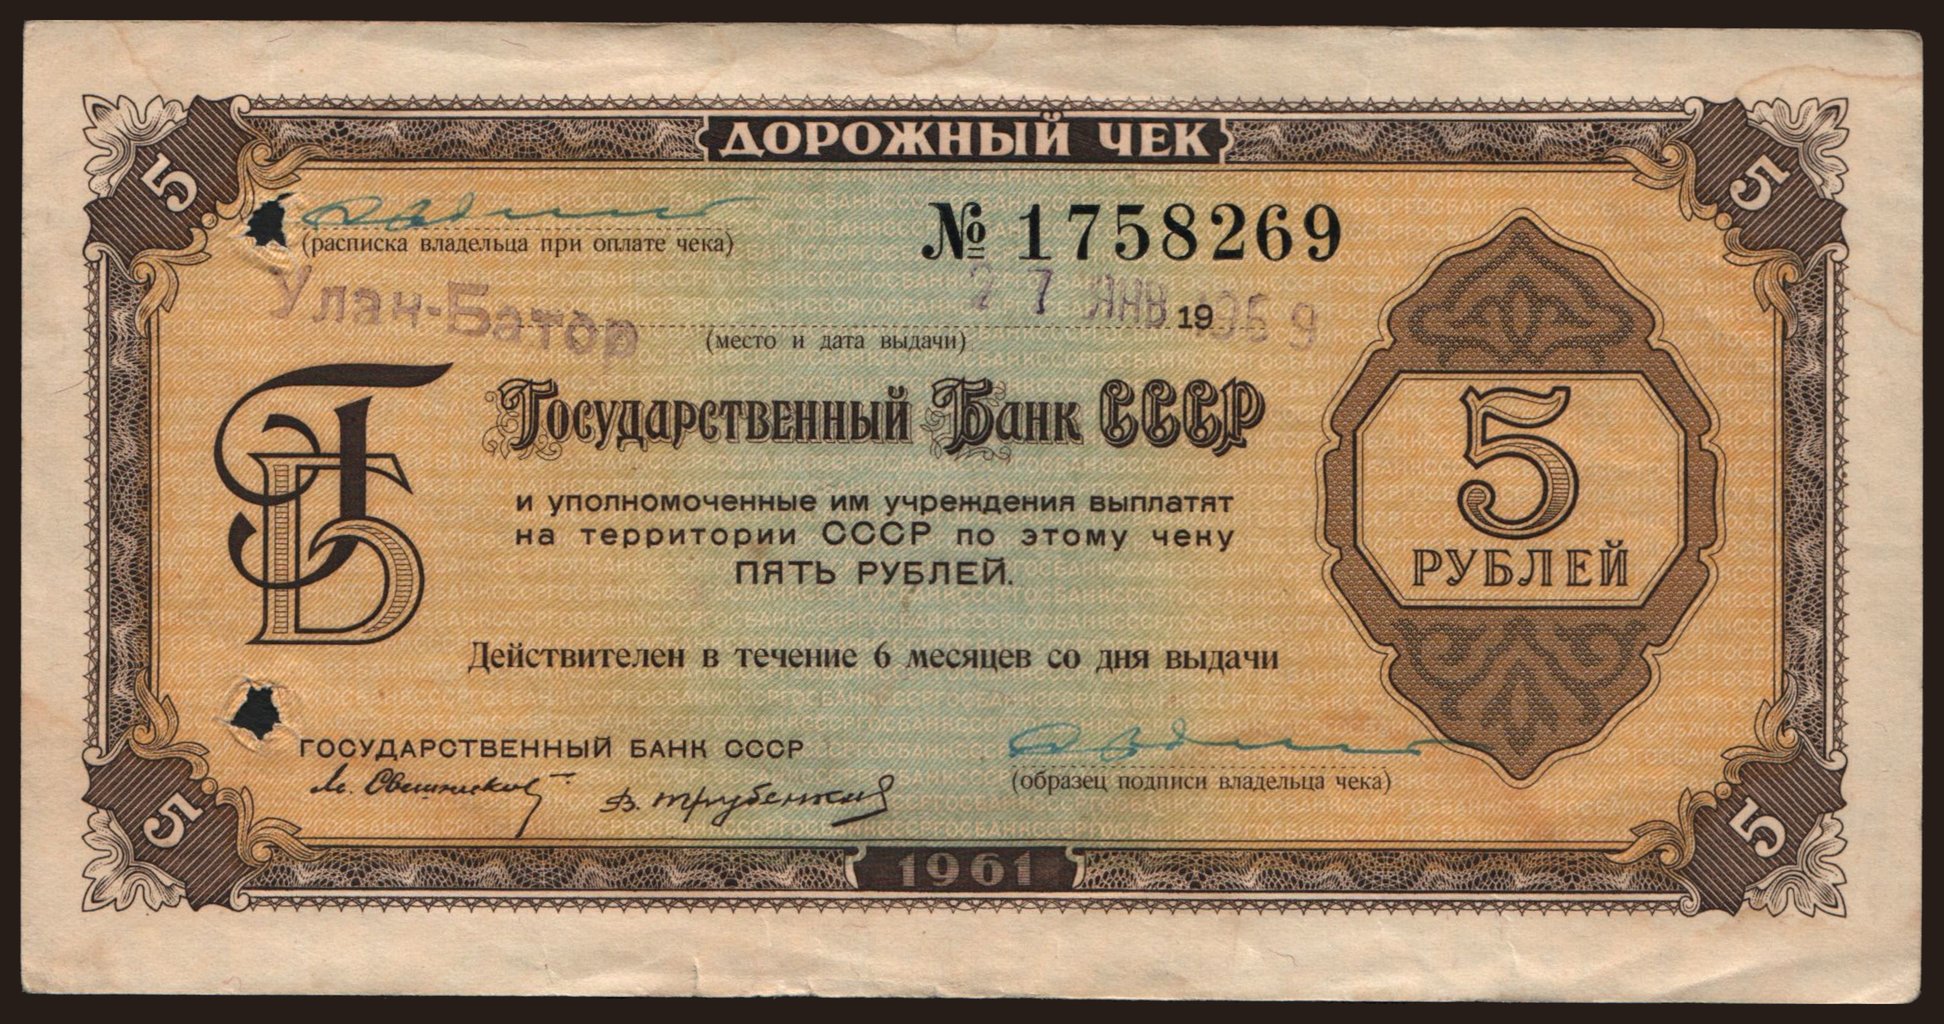 ДОРОЖНЫЙ ЧЕК
5
5
№ 1758269
(расписка владельца при оплате чека)
Улан-Батор
27 ЯНВ 19 969
(место и дата выдачи)
ГБ
Государственный Банк СССР
и уполномоченные им учреждения выплатят
на территории СССР по этому чеку
ПЯТЬ РУБЛЕЙ.
5
РУБЛЕЙ
Действителен в течение 6 месяцев со дня выдачи
ГОСУДАРСТВЕННЫЙ БАНК СССР
(образец подписи владельца чека)
5
5
1961